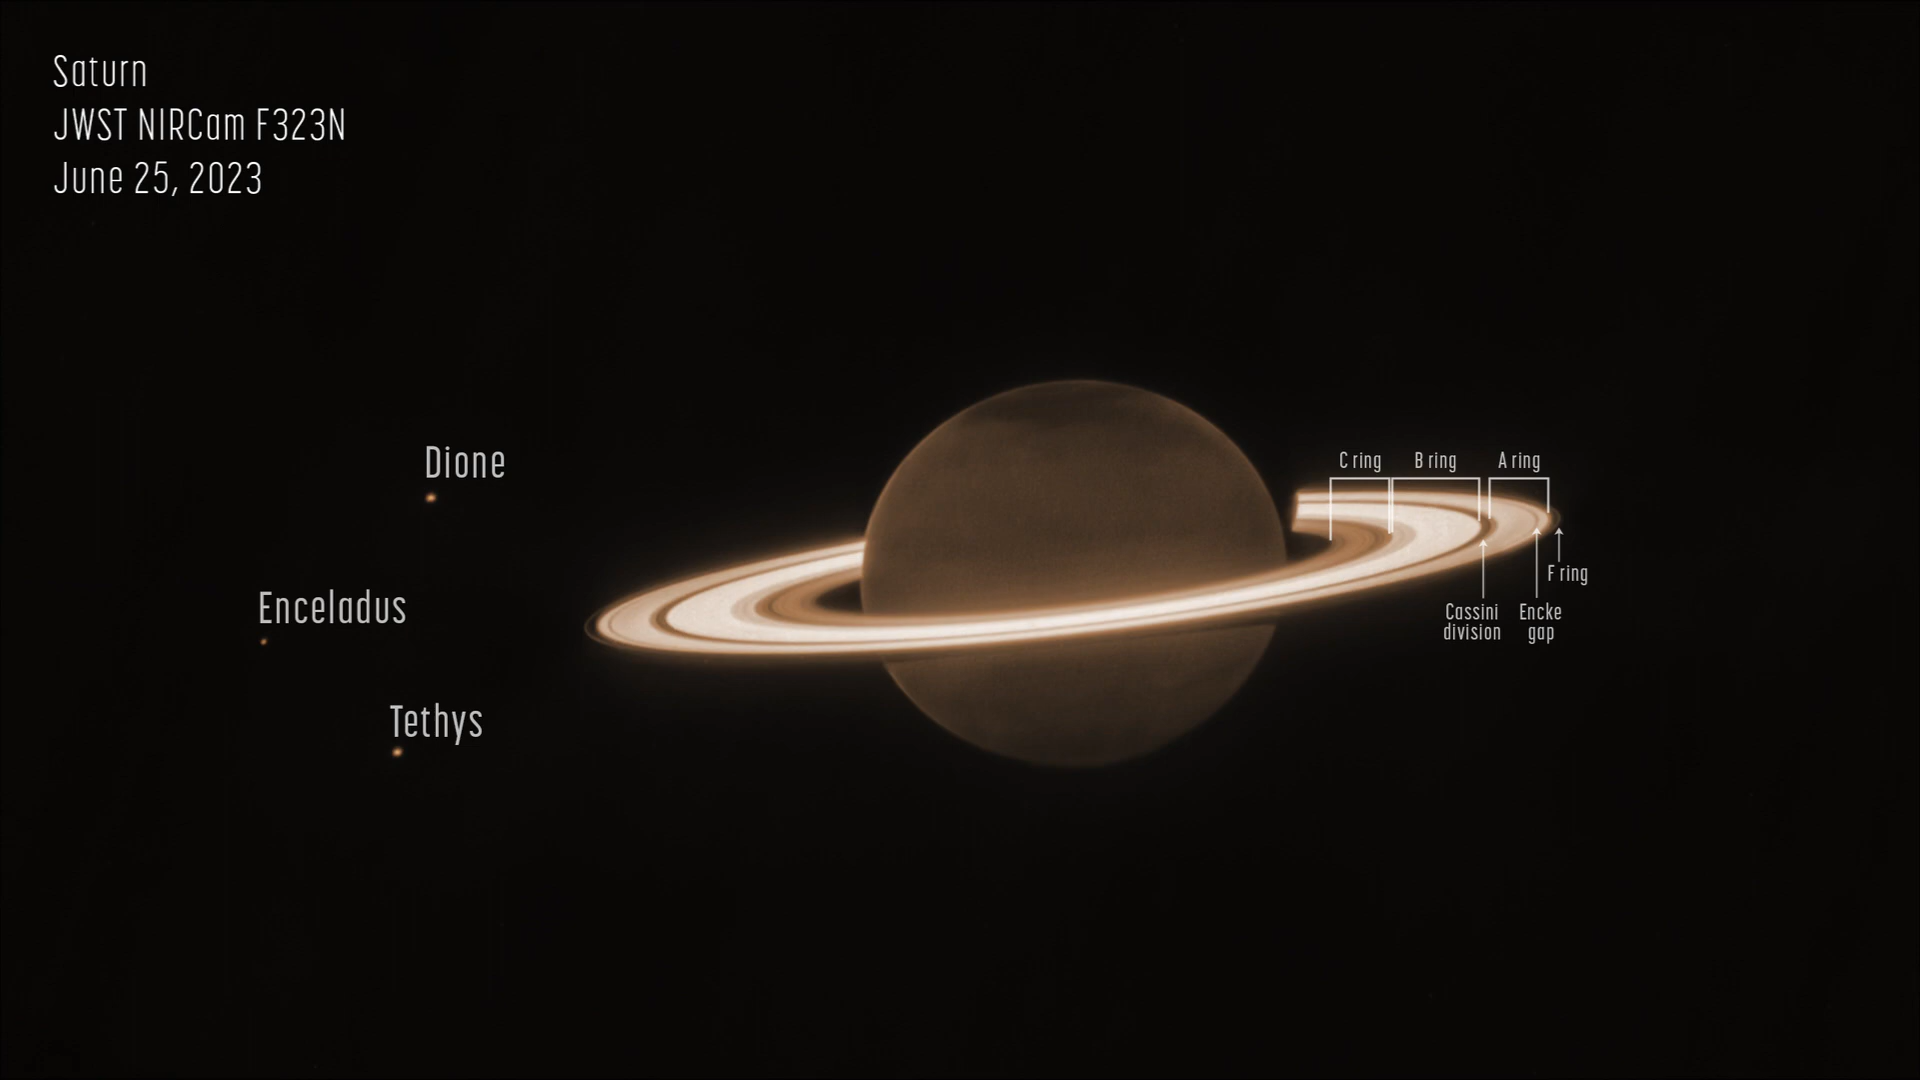 Saturn
JWST NIRCam F323N
June 25, 2023
Dione
C ring
B ring
A ring
F ring
Enceladus
Cassini
division
Encke
gap
Tethys